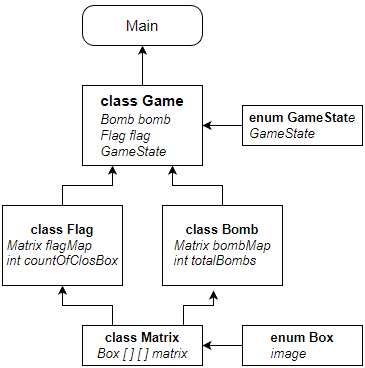 Main
class Game
Bomb bomb
Flag flag
GameState
enum GameState
GameState
class Flag
Matrix flagMap
int countOfClosBox
class Bomb
Matrix bombMap
int totalBombs
class Matrix
Box [ ] [ ] matrix
enum Box
image